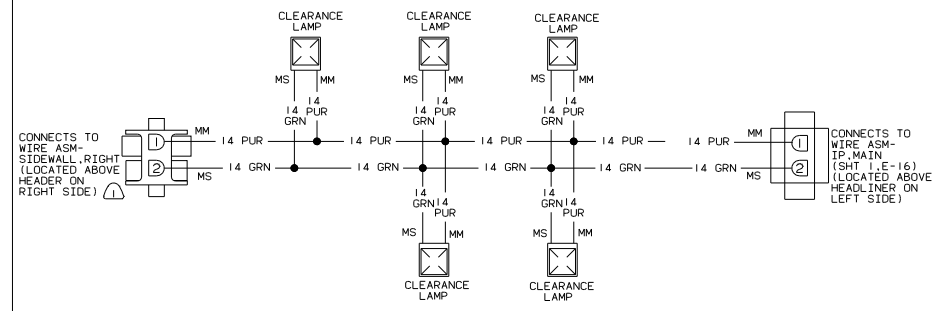 CLEARANCE
LAMP
CLEARANCE
LAMP
CLEARANCE
LAMP
MS MM
MS MM
MS MM
14 GRN
14 PUR
14 GRN
14 PUR
14 GRN
14 PUR
CONNECTS TO
WIRE ASM-
SIDEWALL,RIGHT
(LOCATED ABOVE
HEADER ON
RIGHT SIDE)
1
1
2
MM
MS
14 PUR
14 PUR
14 PUR
14 PUR
14 PUR
14 GRN
14 GRN
14 GRN
14 GRN
14 GRN
MM
MS
1
2
CONNECTS TO
WIRE ASM-
IP,MAIN
(SHT 1,E-16)
(LOCATED ABOVE
HEADLINER ON
LEFT SIDE)
14 GRN
14 PUR
14 GRN
14 PUR
MS MM
MS MM
CLEARANCE
LAMP
CLEARANCE
LAMP